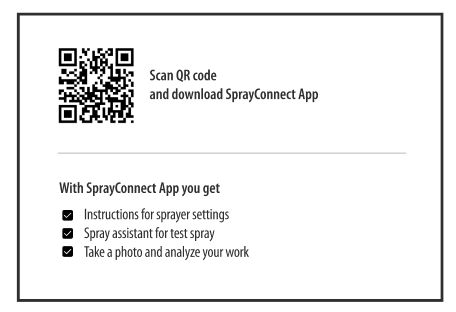 Scan QR code
and download SprayConnect App
With SprayConnect App you get
Instructions for sprayer settings
Spray assistant for test spray
Take a photo and analyze your work